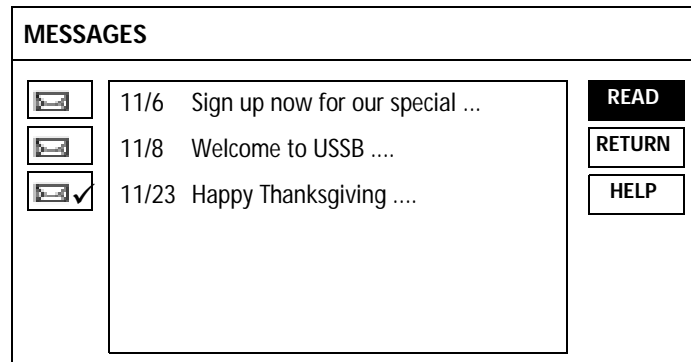 MESSAGES
11/6 Sign up now for our special ... READ
11/8 Welcome to USSB .... RETURN
11/23 Happy Thanksgiving .... HELP